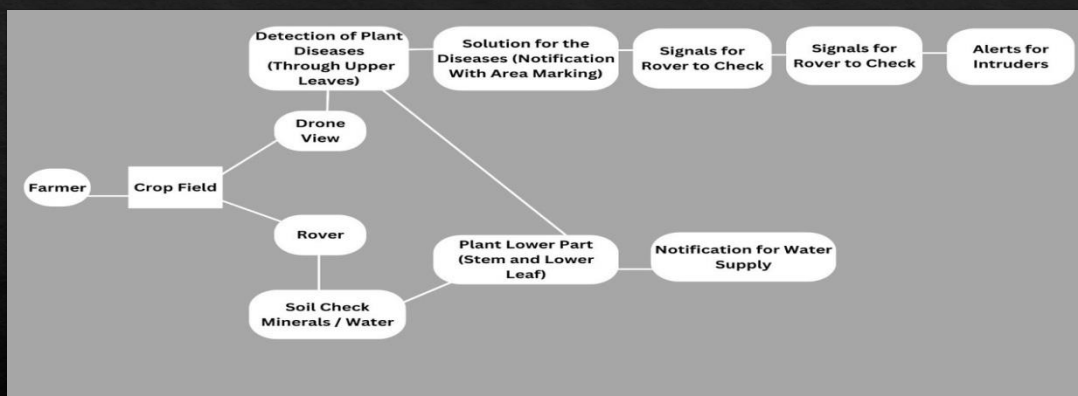 Detection of Plant
Diseases
(Through Upper
Leaves)
Solution for the
Diseases (Notification
With Area Marking)
Signals for
Rover to Check
Signals for
Rover to Check
Alerts for
Intruders
Drone
View
Farmer
Crop Field
Rover
Plant Lower Part
(Stem and Lower
Leaf)
Notification for Water
Supply
Soil Check
Minerals / Water